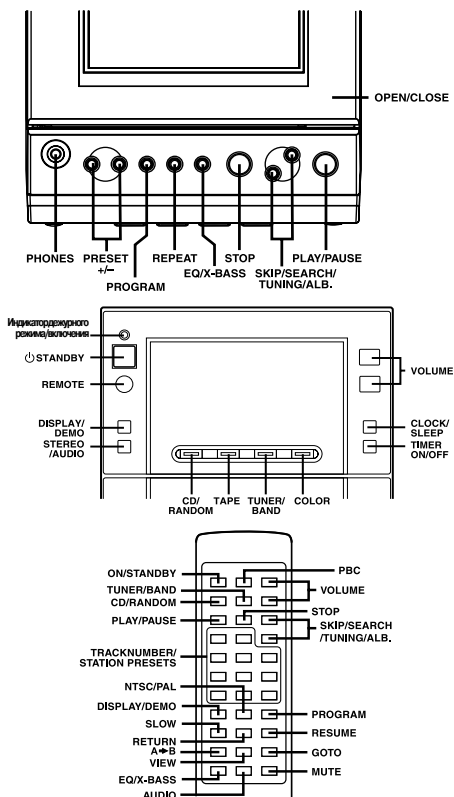 OPEN/CLOSE
PHONES
PRESET
+/–
PROGRAM
REPEAT
EQ/X-BASS
STOP
SKIP/SEARCH/
TUNING/ALB.
PLAY/PAUSE
Индикатор дежурного
режима/включения
⏻ STANDBY
REMOTE
DISPLAY/
DEMO
STEREO
/AUDIO
VOLUME
CLOCK/
SLEEP
TIMER
ON/OFF
CD/
RANDOM
TAPE
TUNER/
BAND
COLOR
ON/STANDBY
TUNER/BAND
CD/RANDOM
PLAY/PAUSE
TRACKNUMBER/
STATION PRESETS
NTSC/PAL
DISPLAY/DEMO
SLOW
RETURN
A➔B
VIEW
EQ/X-BASS
AUDIO
PBC
VOLUME
STOP
SKIP/SEARCH
/TUNING/ALB.
PROGRAM
RESUME
GOTO
MUTE